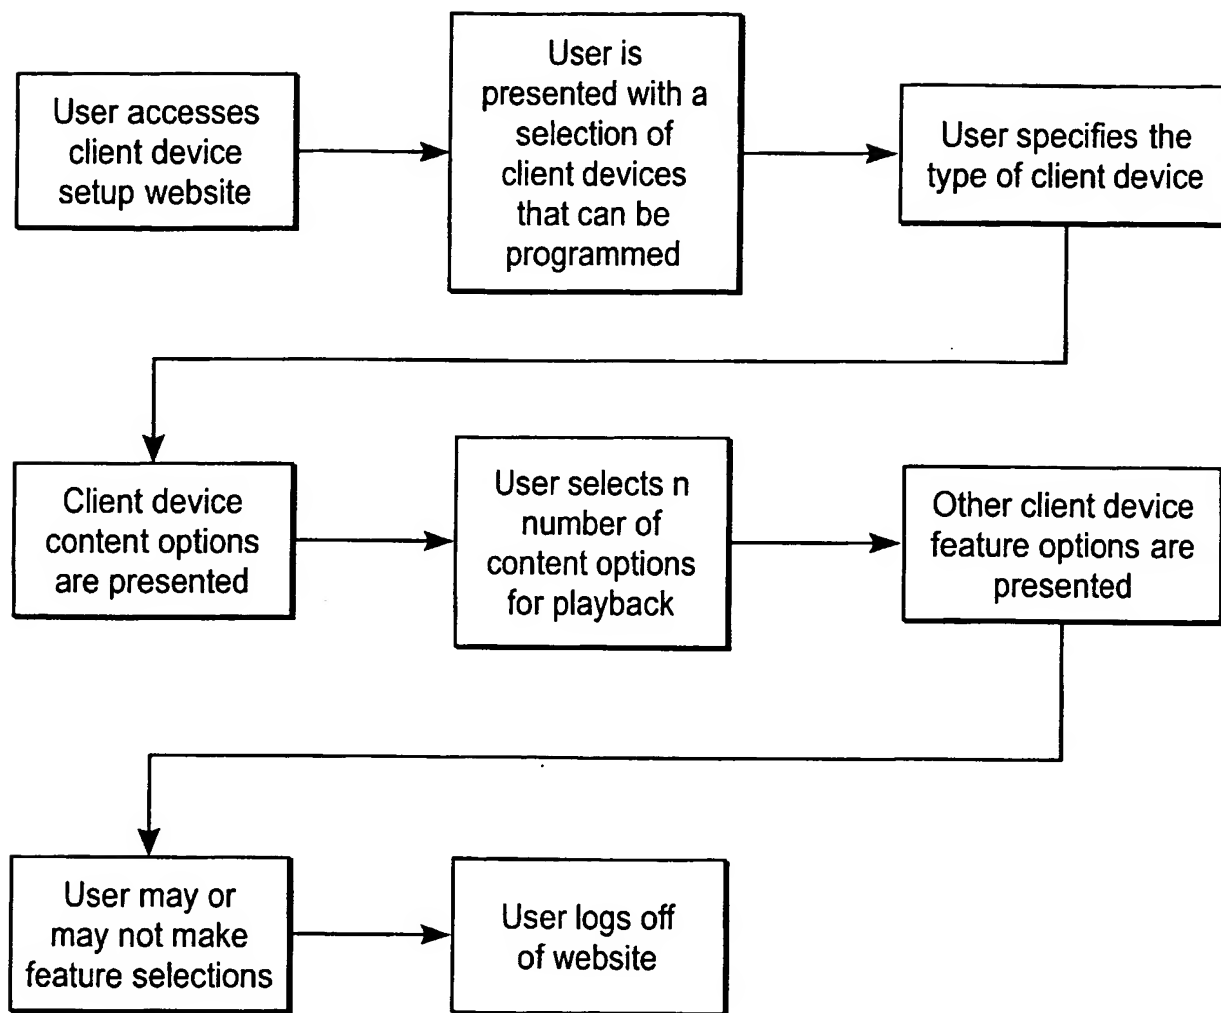 User accesses
client device
setup website
User is
presented with a
selection of
client devices
that can be
programmed
User specifies the
type of client device
Client device
content options
are presented
User selects n
number of
content options
for playback
Other client device
feature options are
presented
User may or
may not make
feature selections
User logs off
of website